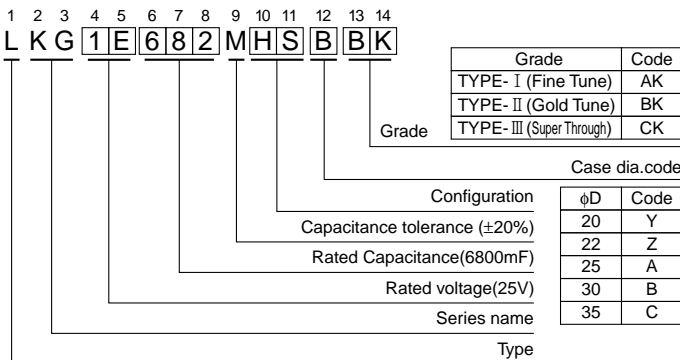 1 2 3 4 5 6 7 8 9 10 11 12 13 14
L K G 1 E 6 8 2 M H S B B K
Grade Code
TYPE-Ⅰ(Fine Tune) AK
TYPE-Ⅱ(Gold Tune) BK
TYPE-Ⅲ(Super Through) CK
Grade
Case dia.code
Configuration
Capacitance tolerance (±20%)
Rated Capacitance(6800mF)
Rated voltage(25V)
Series name
Type
ϕD Code
20 Y
22 Z
25 A
30 B
35 C